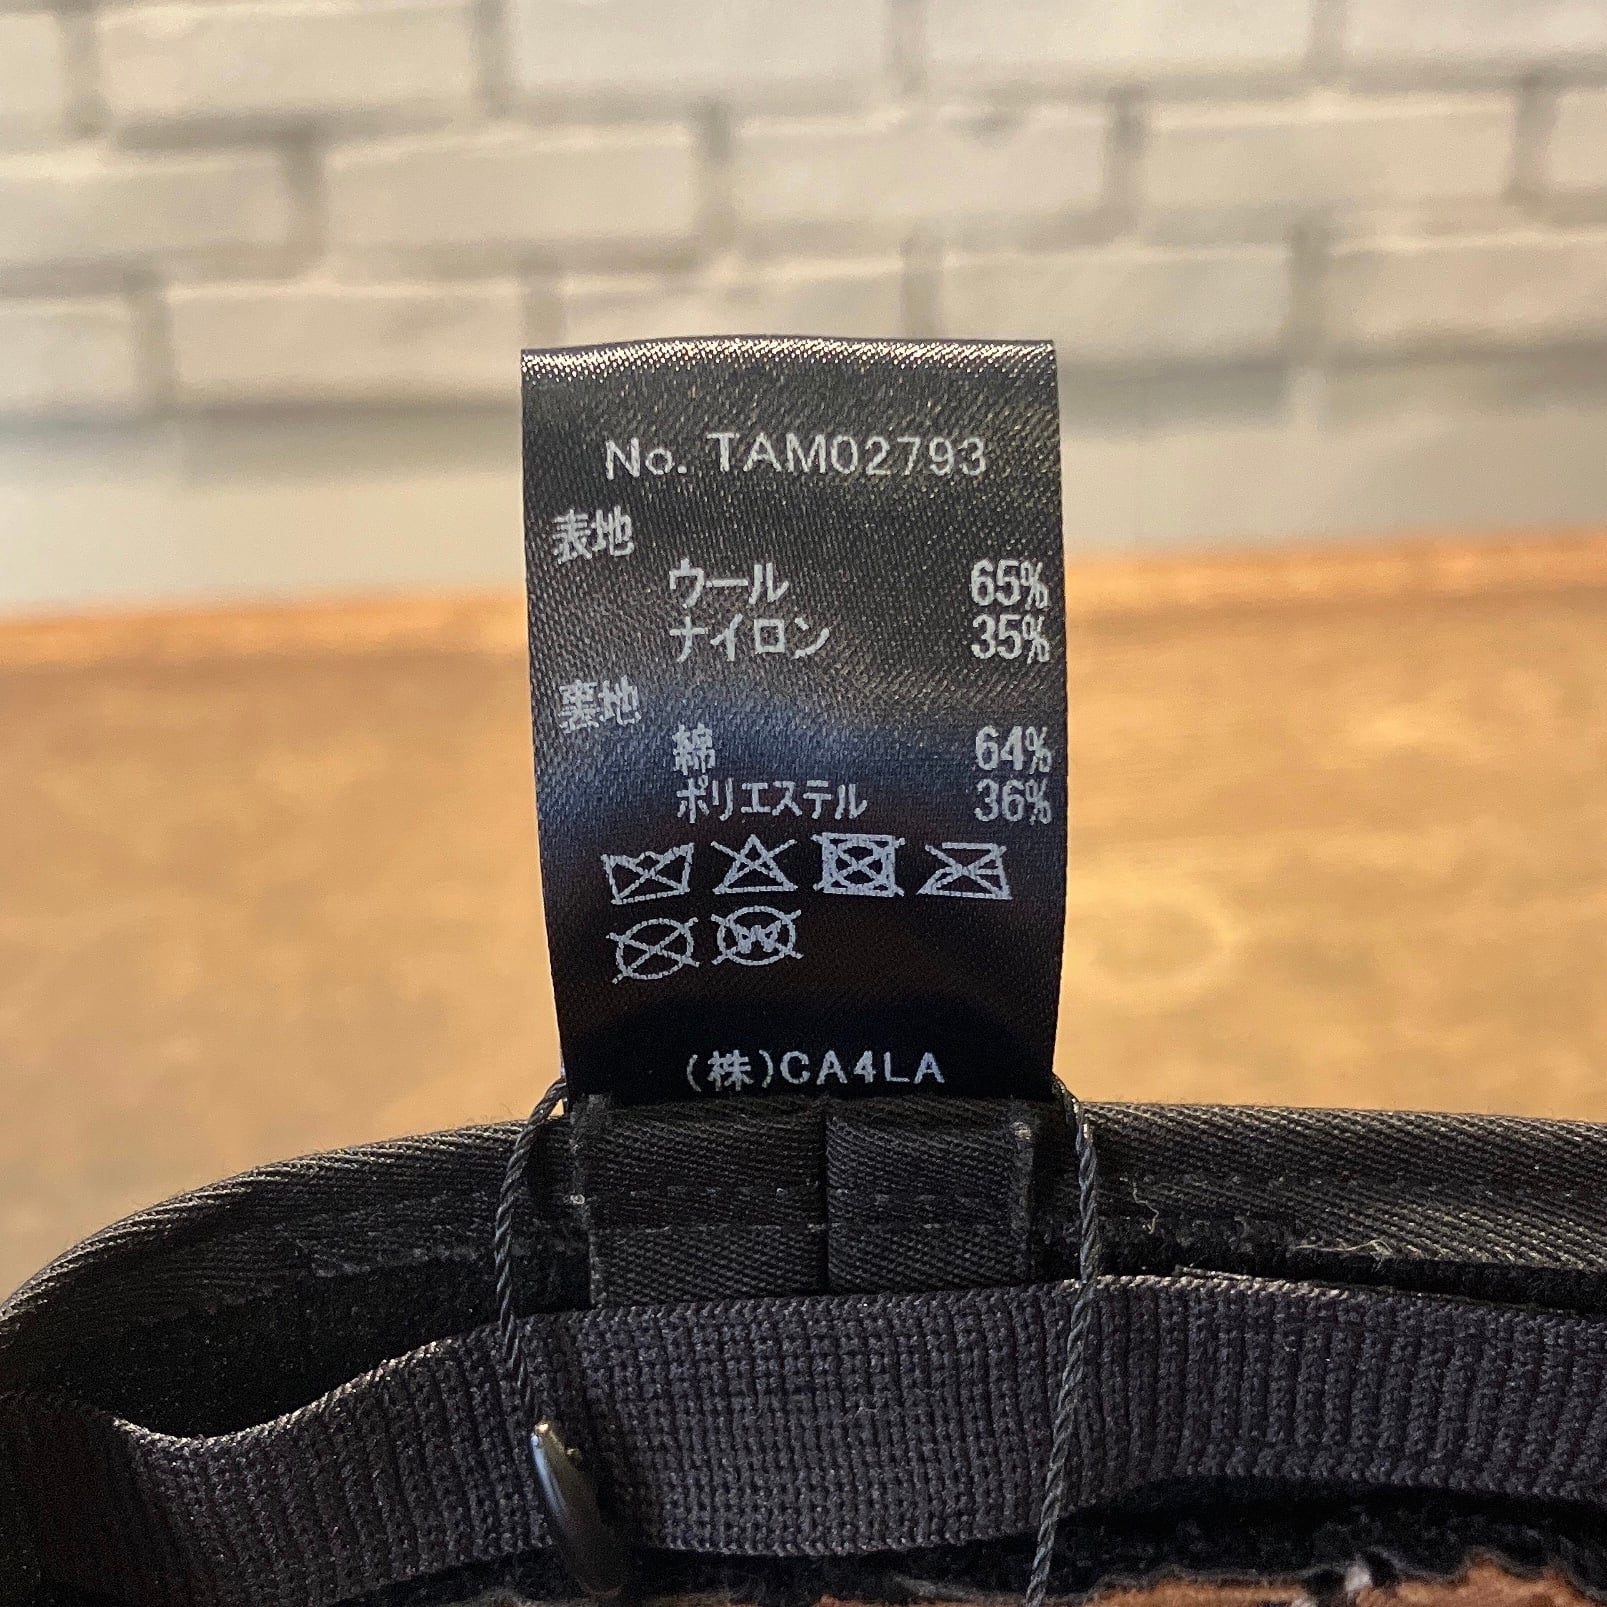 No. TAM02793
表地
ウール 65%
ナイロン 35%
裏地
綿 64%
ポリエステル 36%
W
(株)CA4LA